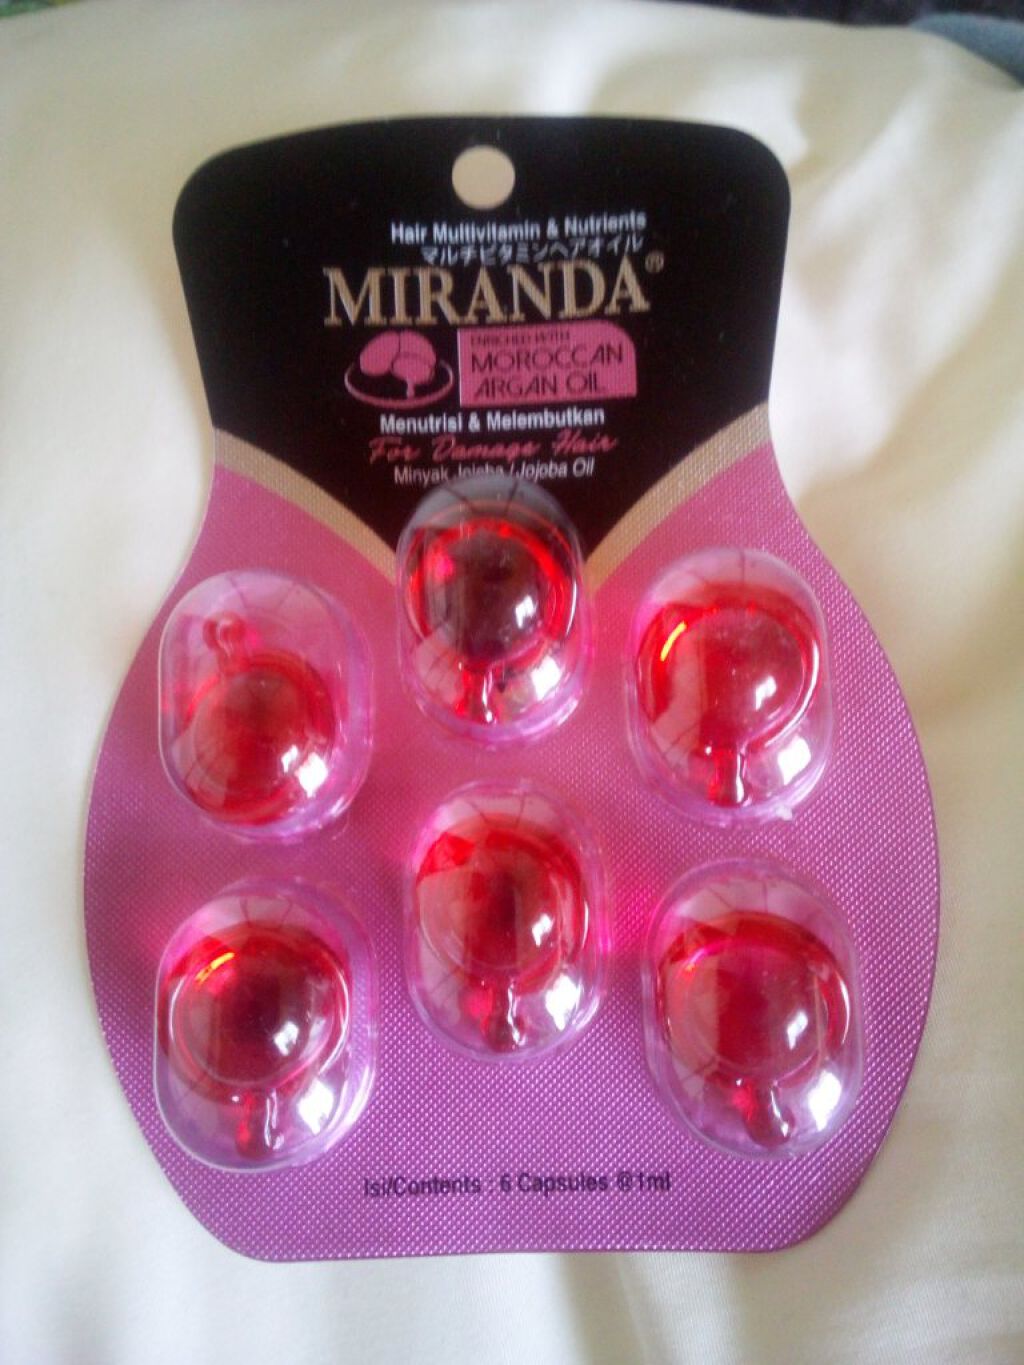 Hair Multivitamin & Nutrients
マルチビタミンヘアオイル
MIRANDA®
ENRICHED WITH
MOROCCAN
ARGAN OIL
Menutrisi & Melembutkan
For Damage Hair
Minyak Jojoba / Jojoba Oil
Isi/Contents : 6 Capsules @1ml